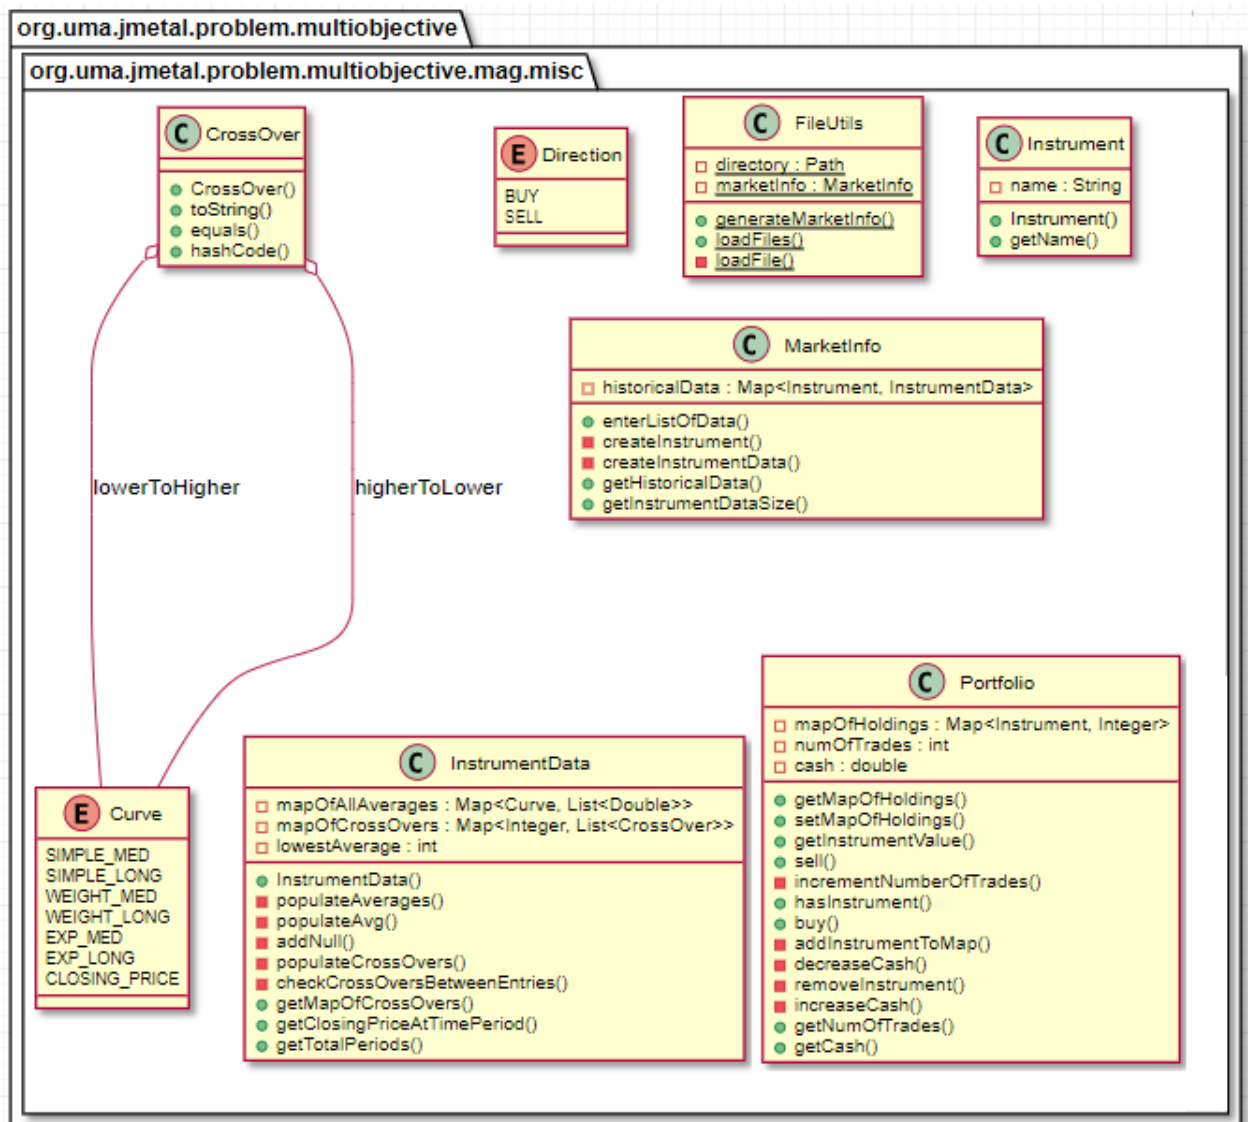 org.uma.jmetal.problem.multiobjective
org.uma.jmetal.problem.multiobjective.mag.misc
C CrossOver
CrossOver()
toString()
equals()
hashCode()
E Direction
BUY
SELL
C FileUtils
directory : Path
marketInfo : MarketInfo
generateMarketInfo()
loadFiles()
loadFile()
C Instrument
name : String
Instrument()
getName()
C MarketInfo
historicalData : Map<Instrument, InstrumentData>
enterListOfData()
createInstrument()
createInstrumentData()
getHistoricalData()
getInstrumentDataSize()
lowerToHigher
higherToLower
E Curve
SIMPLE_MED
SIMPLE_LONG
WEIGHT_MED
WEIGHT_LONG
EXP_MED
EXP_LONG
CLOSING_PRICE
C InstrumentData
mapOfAllAverages : Map<Curve, List<Double>>
mapOfCrossOvers : Map<Integer, List<CrossOver>>
lowestAverage : int
InstrumentData()
populateAverages()
populateAvg()
addNull()
populateCrossOvers()
checkCrossOversBetweenEntries()
getMapOfCrossOvers()
getClosingPriceAtTimePeriod()
getTotalPeriods()
C Portfolio
mapOfHoldings : Map<Instrument, Integer>
numOfTrades : int
cash : double
getMapOfHoldings()
setMapOfHoldings()
getInstrumentValue()
sell()
incrementNumberOfTrades()
hasInstrument()
buy()
addInstrumentToMap()
decreaseCash()
removeInstrument()
increaseCash()
getNumOfTrades()
getCash()